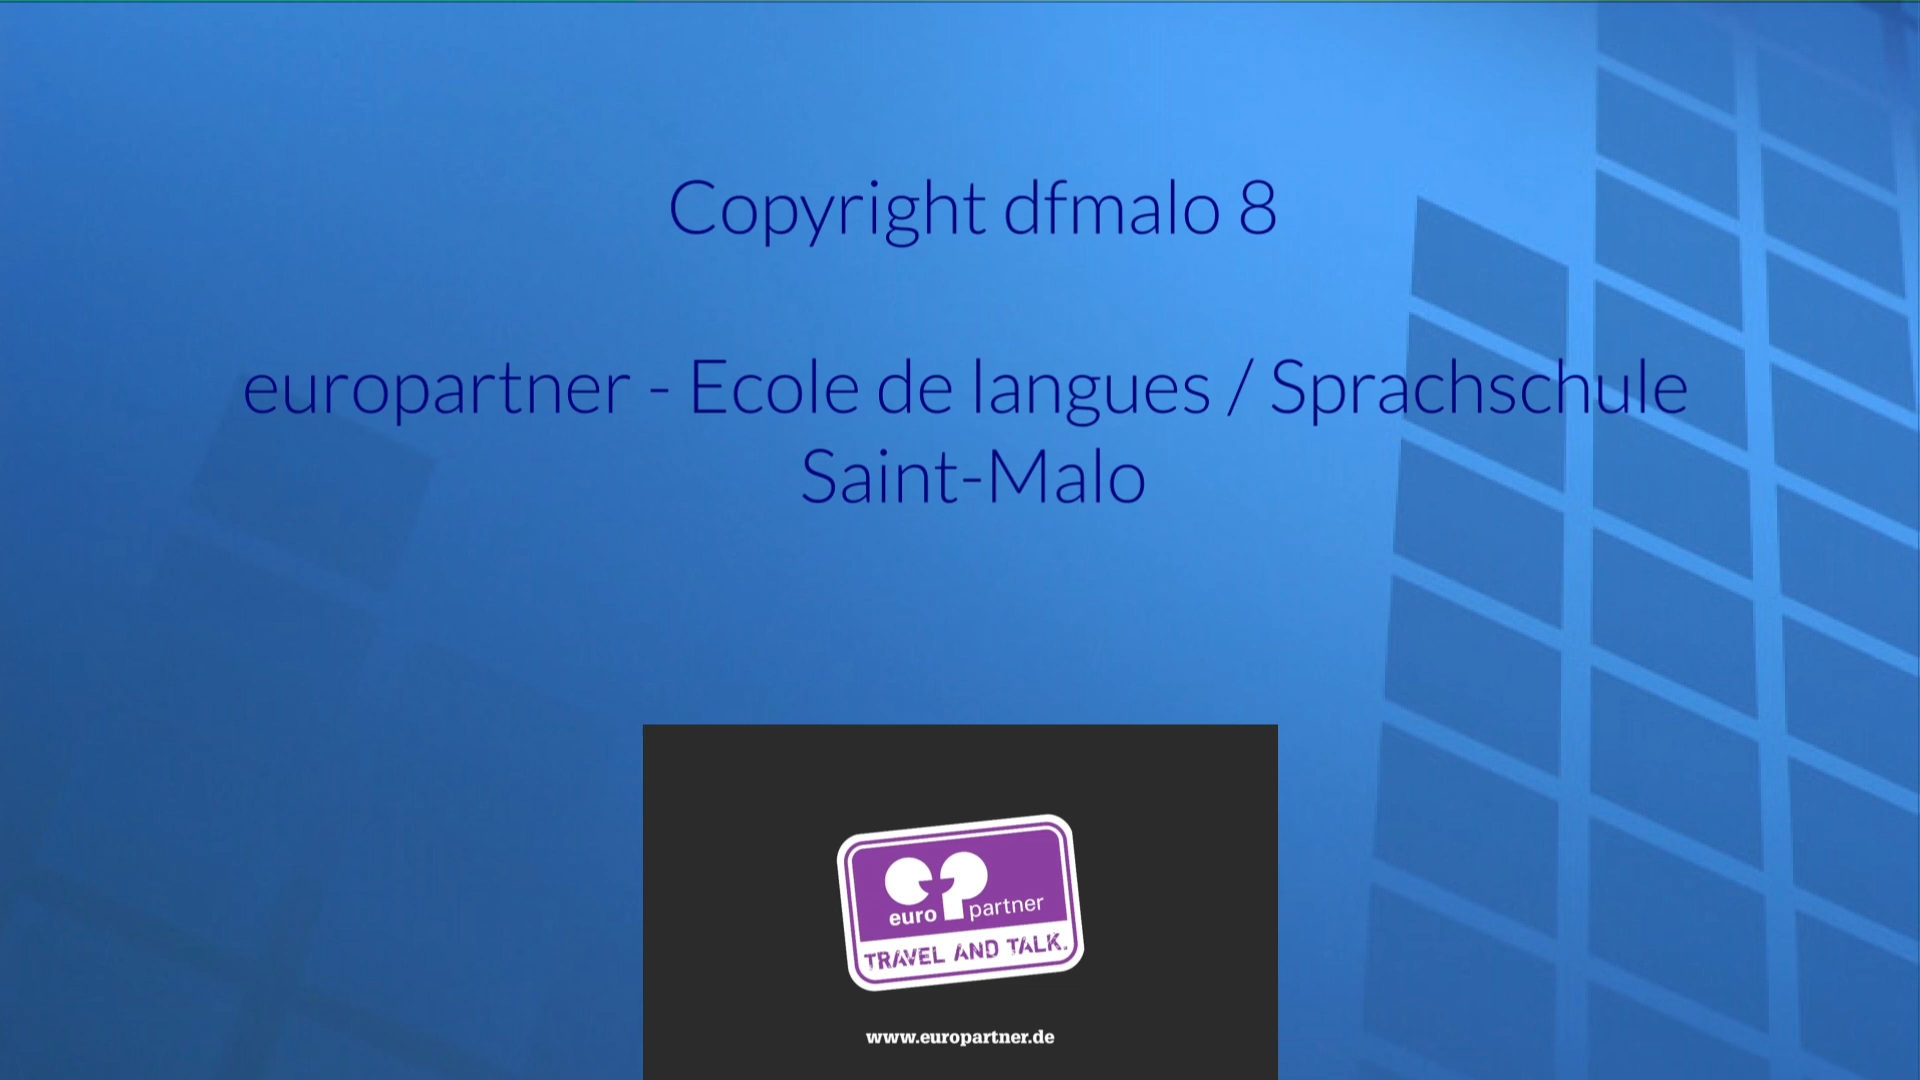 Copyright dfmalo 8
europartner - Ecole de langues / Sprachschule
Saint-Malo
euro partner
TRAVEL AND TALK.
www.europartner.de